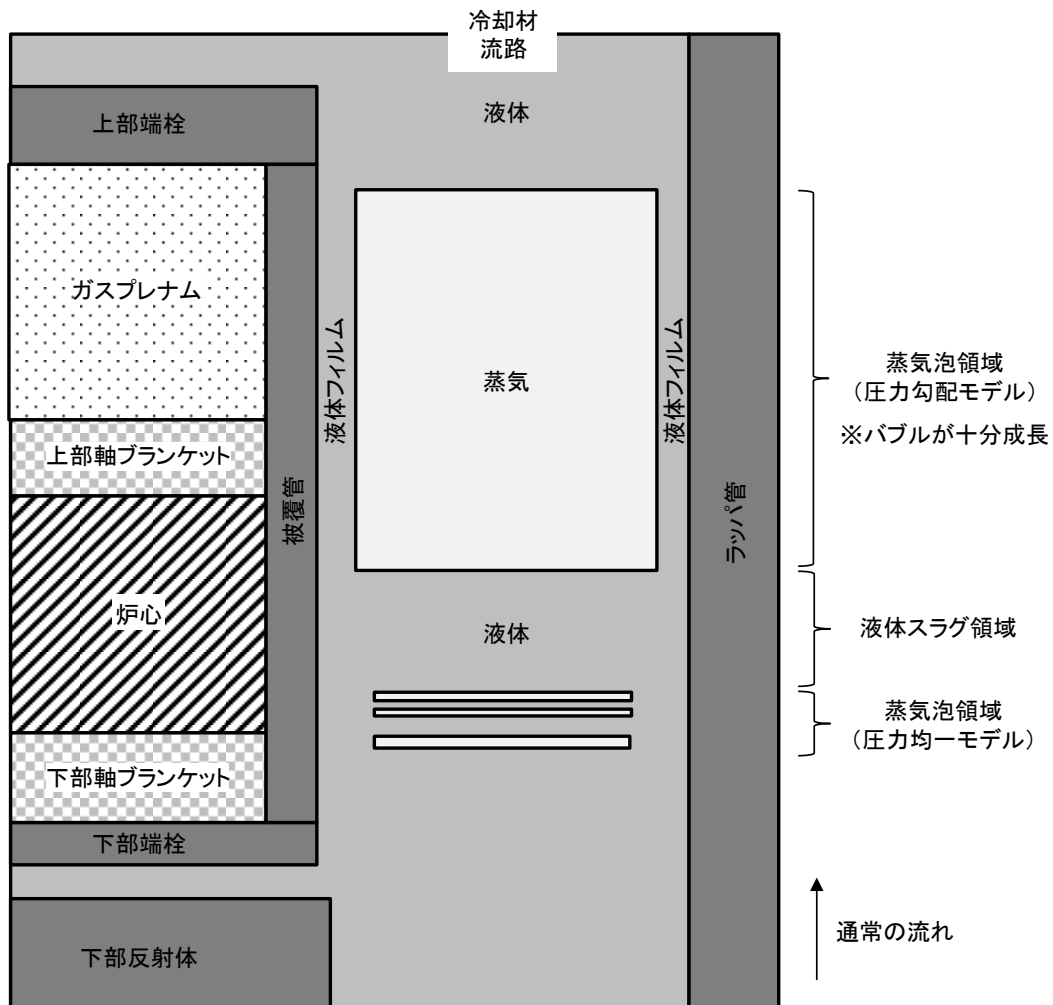 冷却材
流路
液体
上部端栓
ガスプレナム
液体フィルム
蒸気
液体フィルム
蒸気泡領域
（圧力勾配モデル）
※バブルが十分成長
上部軸ブランケット
被覆管
ラッパ管
炉心
液体
液体スラグ領域
蒸気泡領域
（圧力均一モデル）
下部軸ブランケット
下部端栓
通常の流れ
下部反射体